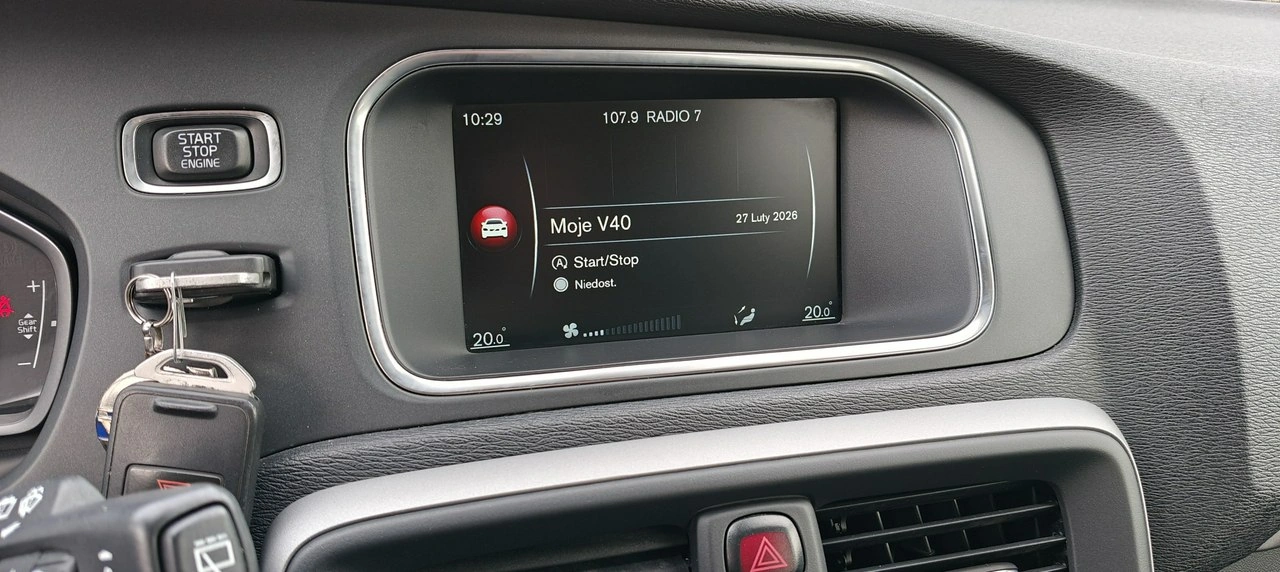 10:29
107.9 RADIO 7
START
STOP
ENGINE
Moje V40
27 Luty 2026
Start/Stop
Niedost.
20.0°
20.0°
+
Gear
Shift
−